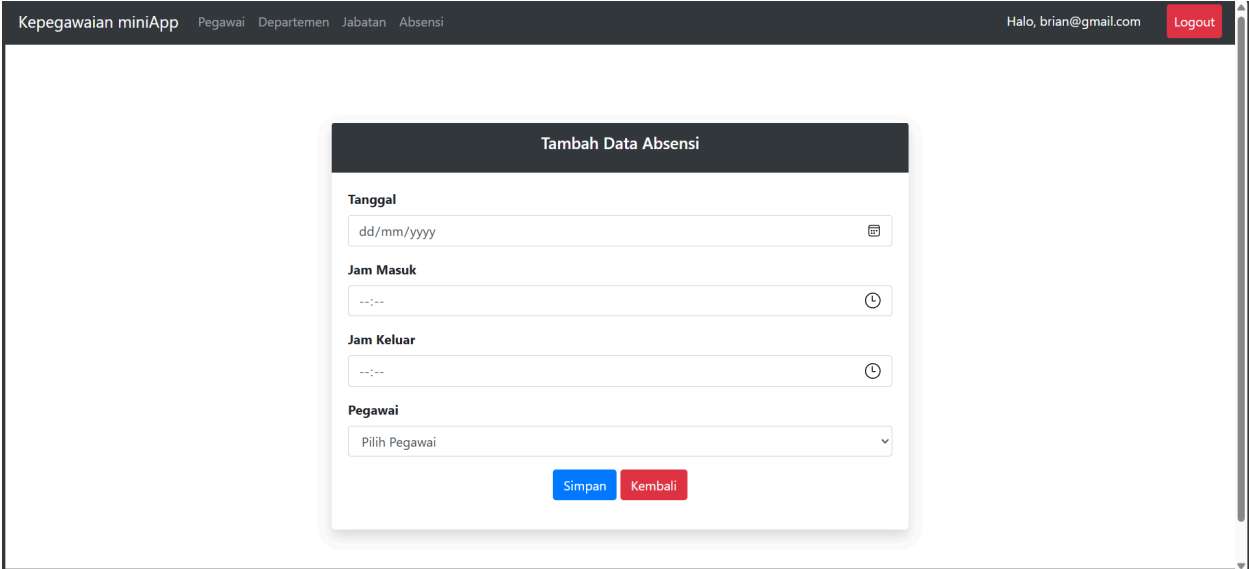 Kepegawaian miniApp Pegawai Departemen Jabatan Absensi Halo, brian@gmail.com Logout
Tambah Data Absensi
Tanggal
dd/mm/yyyy
Jam Masuk
--:--
Jam Keluar
--:--
Pegawai
Pilih Pegawai
Simpan Kembali